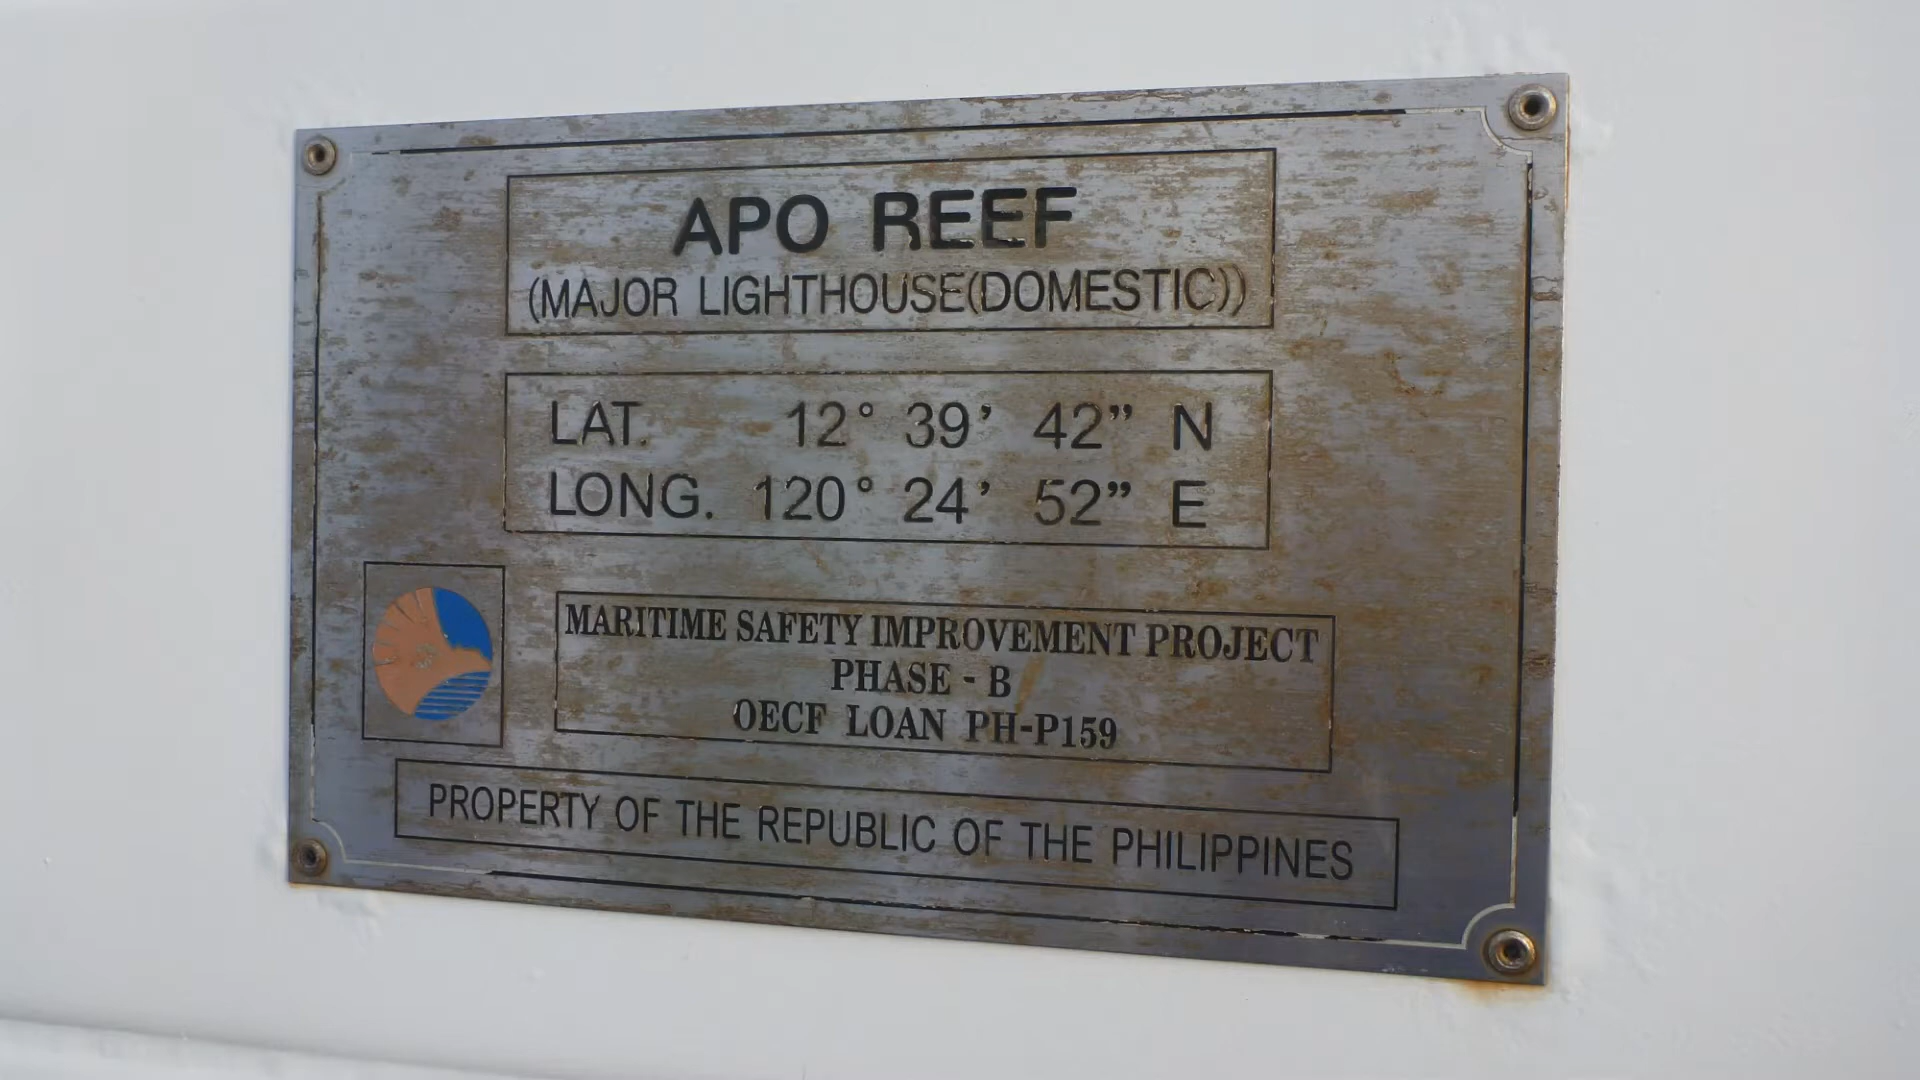 APO REEF
(MAJOR LIGHTHOUSE(DOMESTIC))
LAT. 12° 39’ 42” N
LONG. 120° 24’ 52” E
MARITIME SAFETY IMPROVEMENT PROJECT
PHASE - B
OECF LOAN PH-P159
PROPERTY OF THE REPUBLIC OF THE PHILIPPINES